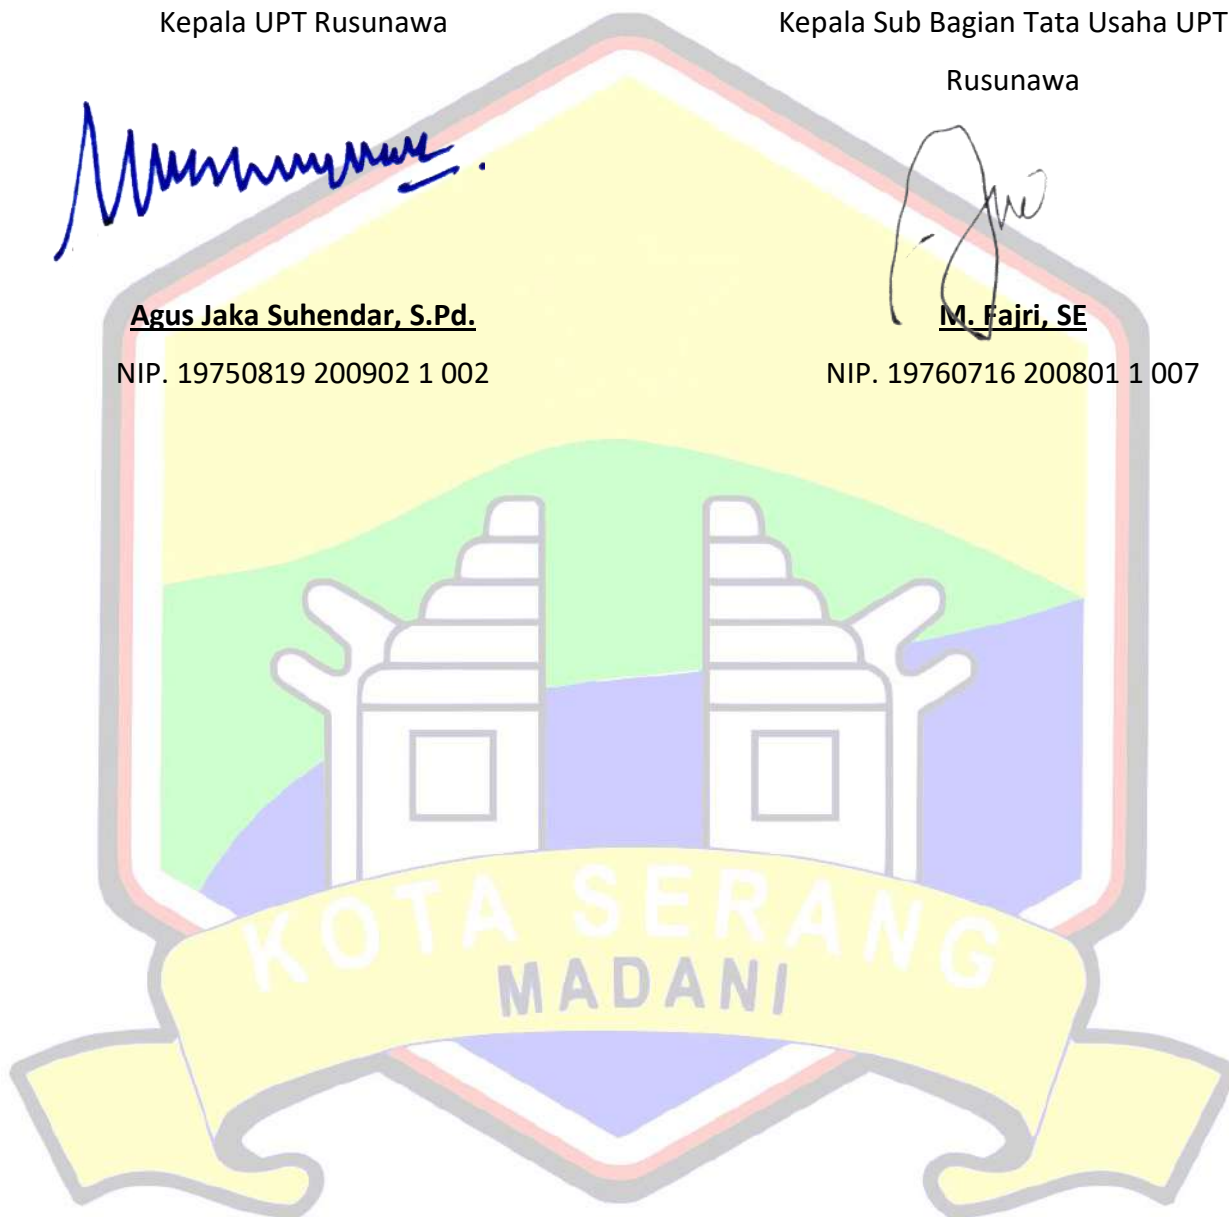 Kepala UPT Rusunawa
Kepala Sub Bagian Tata Usaha UPT
Rusunawa
Agus Jaka Suhendar, S.Pd.
NIP. 19750819 200902 1 002
M. Fajri, SE
NIP. 19760716 200801 1 007
KOTA SERANG
MADANI